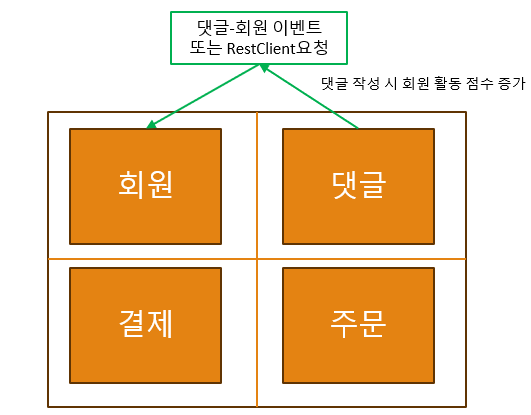 댓글-회원 이벤트
또는 RestClient요청
댓글 작성 시 회원 활동 점수 증가
회원
댓글
결제
주문